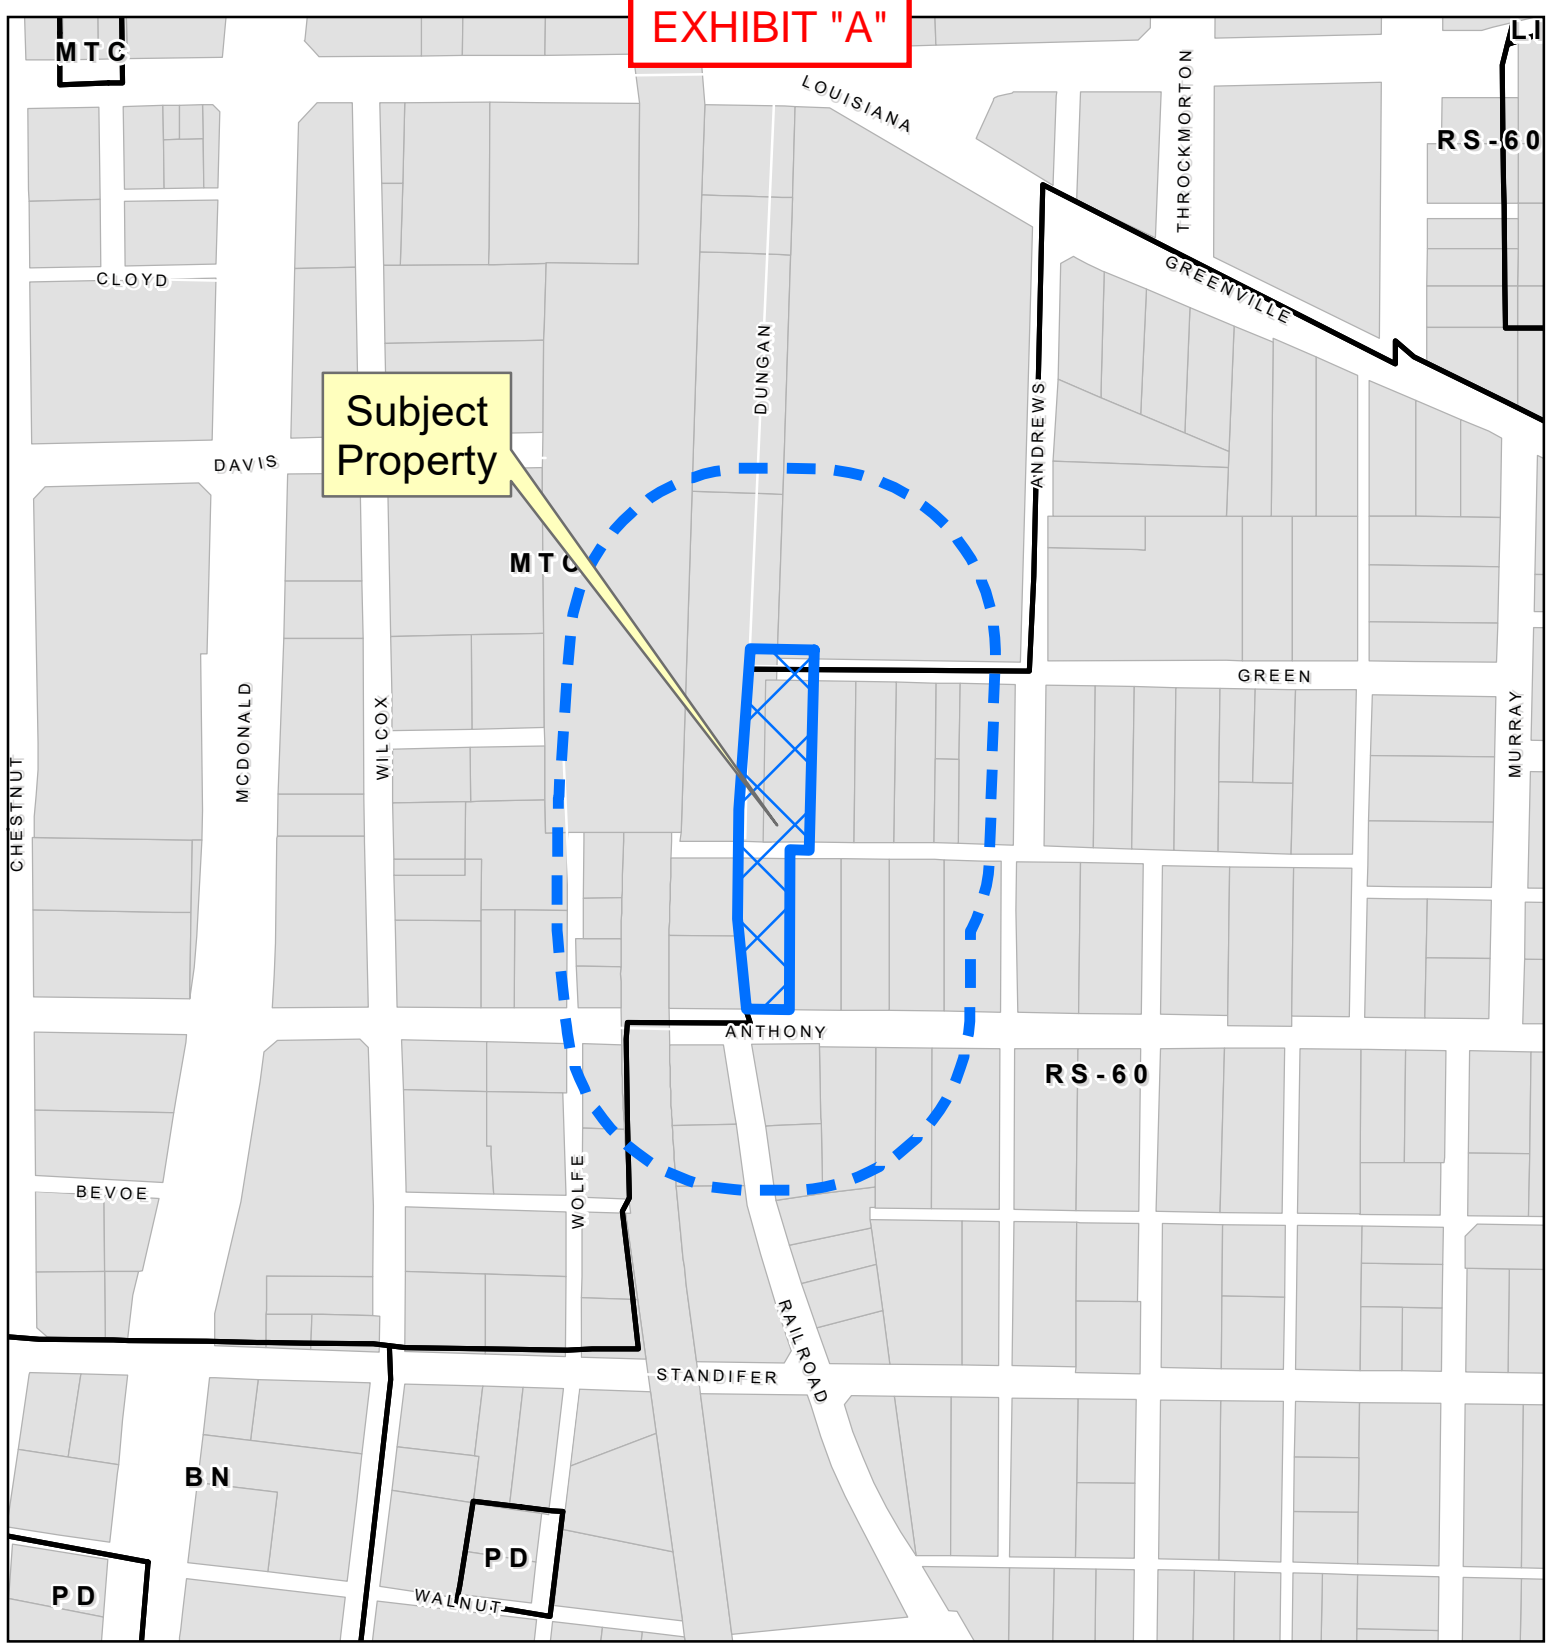 EXHIBIT "A"
MTC
LI
LOUISIANA
THROCKMORTON
RS-60
CLOYD
GREENVILLE
DUNGAN
Subject
Property
ANDREWS
DAVIS
MTC
GREEN
MCDONALD
WILCOX
MURRAY
CHESTNUT
ANTHONY
RS-60
BEVOE
WOLFE
RAILROAD
STANDIFER
BN
PD
PD
WALNUT